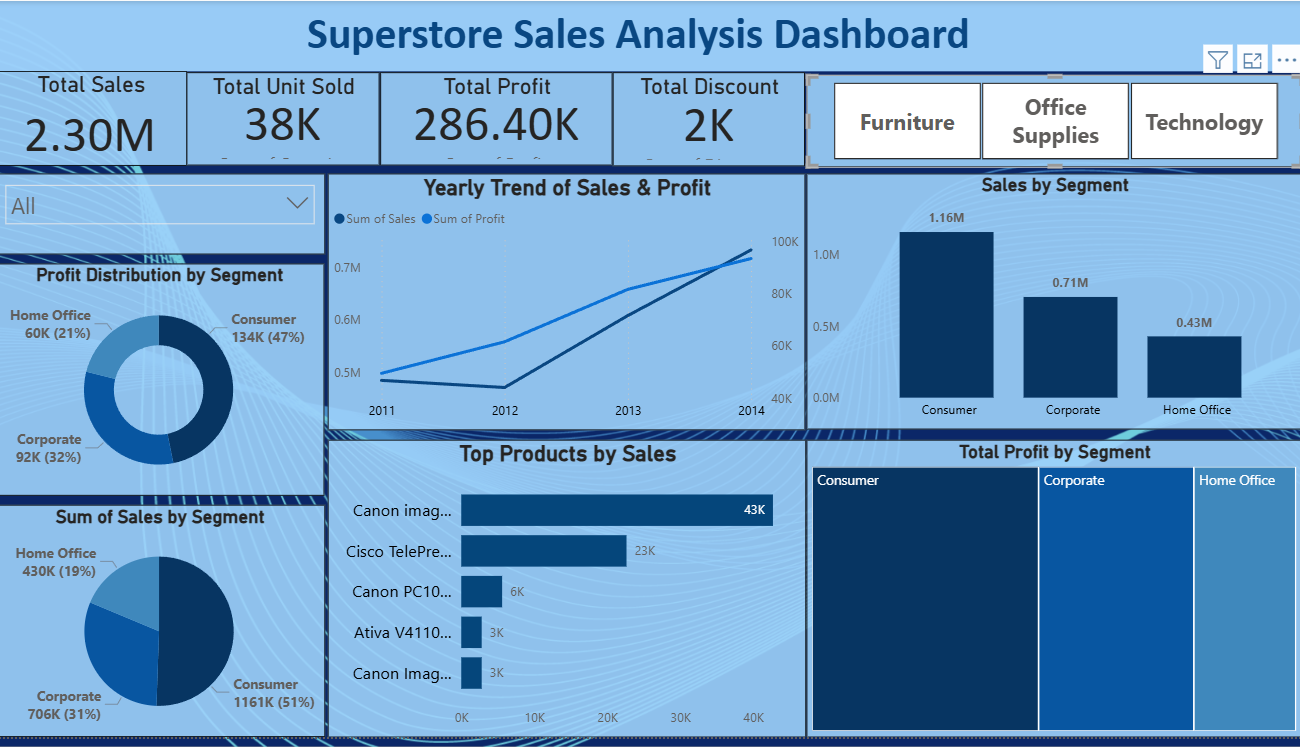 Superstore Sales Analysis Dashboard
Total Sales
2.30M
Total Unit Sold
38K
Total Profit
286.40K
Total Discount
2K
Furniture
Office
Supplies
Technology
All
Profit Distribution by Segment
Home Office
60K (21%)
Consumer
134K (47%)
Corporate
92K (32%)
Sum of Sales by Segment
Home Office
430K (19%)
Corporate
706K (31%)
Consumer
1161K (51%)
Yearly Trend of Sales & Profit
Sum of Sales Sum of Profit
100K
0.7M
80K
0.6M
60K
0.5M
40K
2011 2012 2013 2014
Top Products by Sales
Canon imag... 43K
Cisco TelePre... 23K
Canon PC10... 6K
Ativa V4110... 3K
Canon Imag... 3K
0K 10K 20K 30K 40K
Sales by Segment
1.16M
1.0M
0.71M
0.5M
0.43M
0.0M
Consumer Corporate Home Office
Total Profit by Segment
Consumer Corporate Home Office